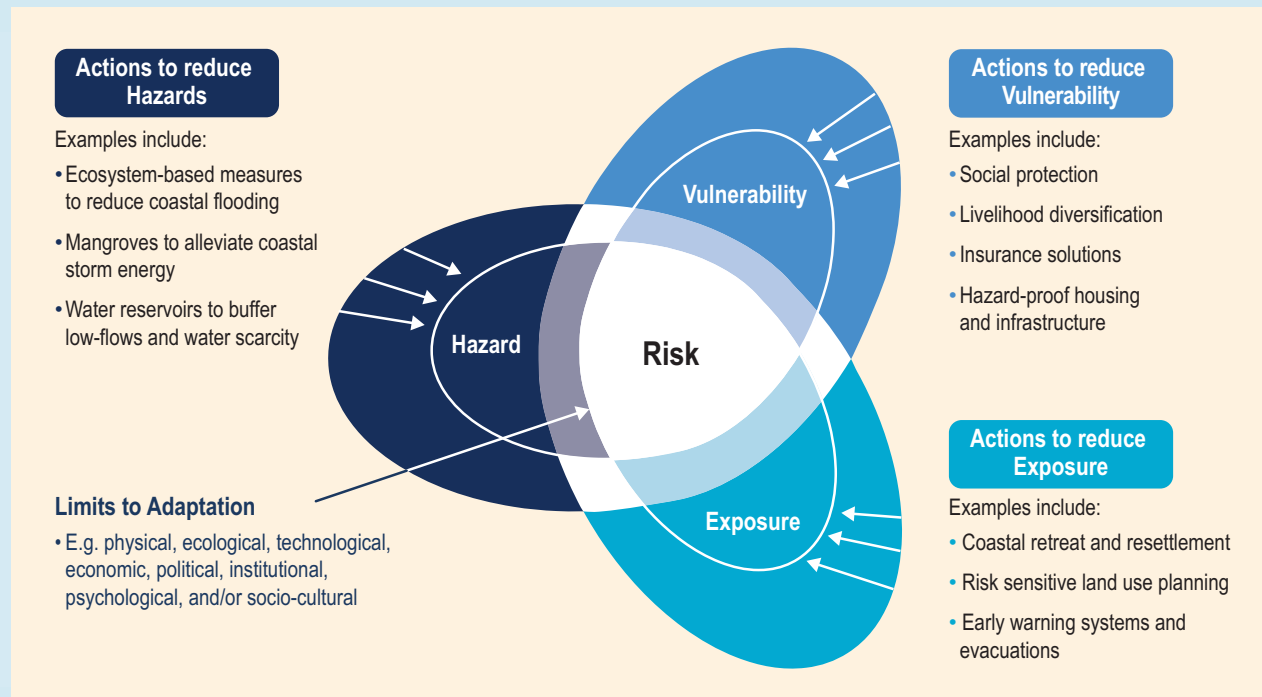 Actions to reduce
Hazards
Examples include:
• Ecosystem-based measures
to reduce coastal flooding
• Mangroves to alleviate coastal
storm energy
• Water reservoirs to buffer
low-flows and water scarcity
Actions to reduce
Vulnerability
Examples include:
• Social protection
• Livelihood diversification
• Insurance solutions
• Hazard-proof housing
and infrastructure
Vulnerability
Hazard
Risk
Exposure
Limits to Adaptation
• E.g. physical, ecological, technological,
economic, political, institutional,
psychological, and/or socio-cultural
Actions to reduce
Exposure
Examples include:
• Coastal retreat and resettlement
• Risk sensitive land use planning
• Early warning systems and
evacuations